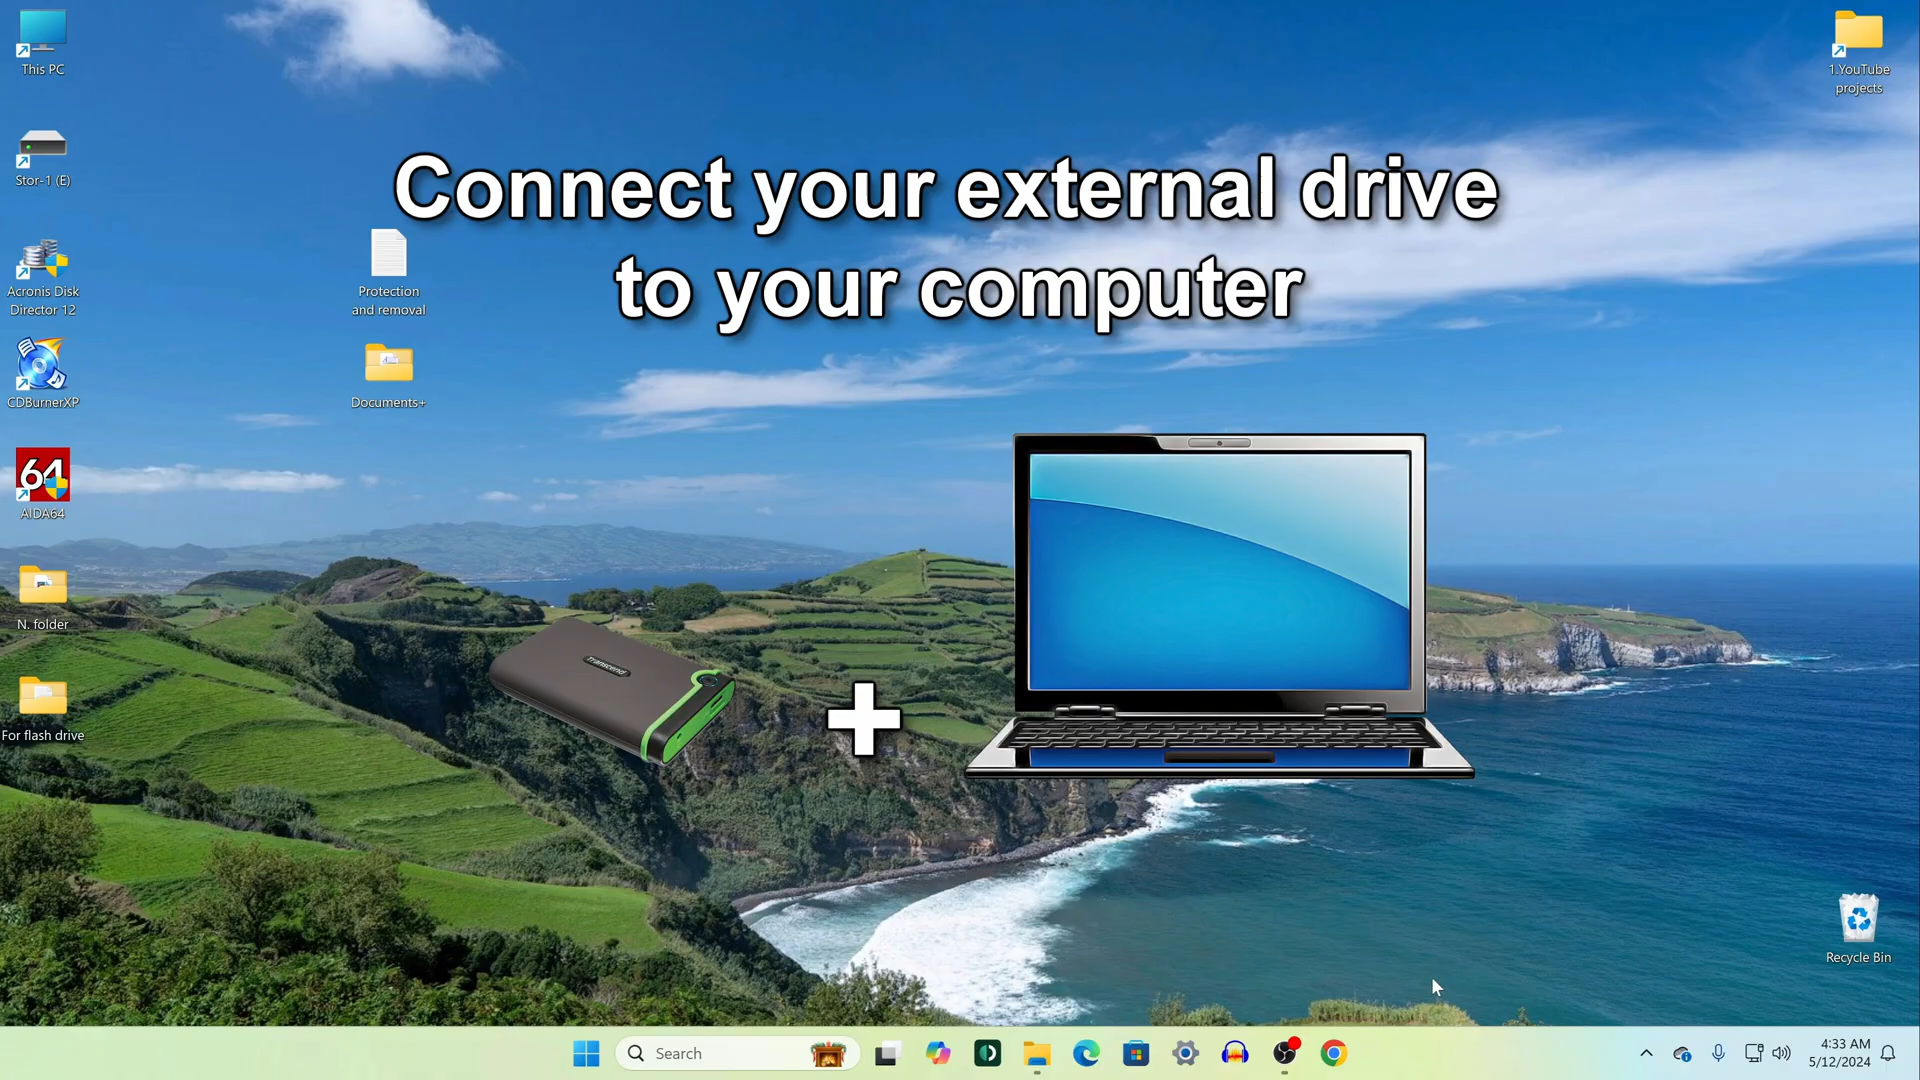 This PC
1.YouTube
projects
Stor-1 (E)
Connect your external drive
to your computer
Acronis Disk
Director 12
Protection
and removal
CDBurnerXP
Documents+
64
AIDA64
N. folder
Transcend
For flash drive
Recycle Bin
Search
4:33 AM
5/12/2024